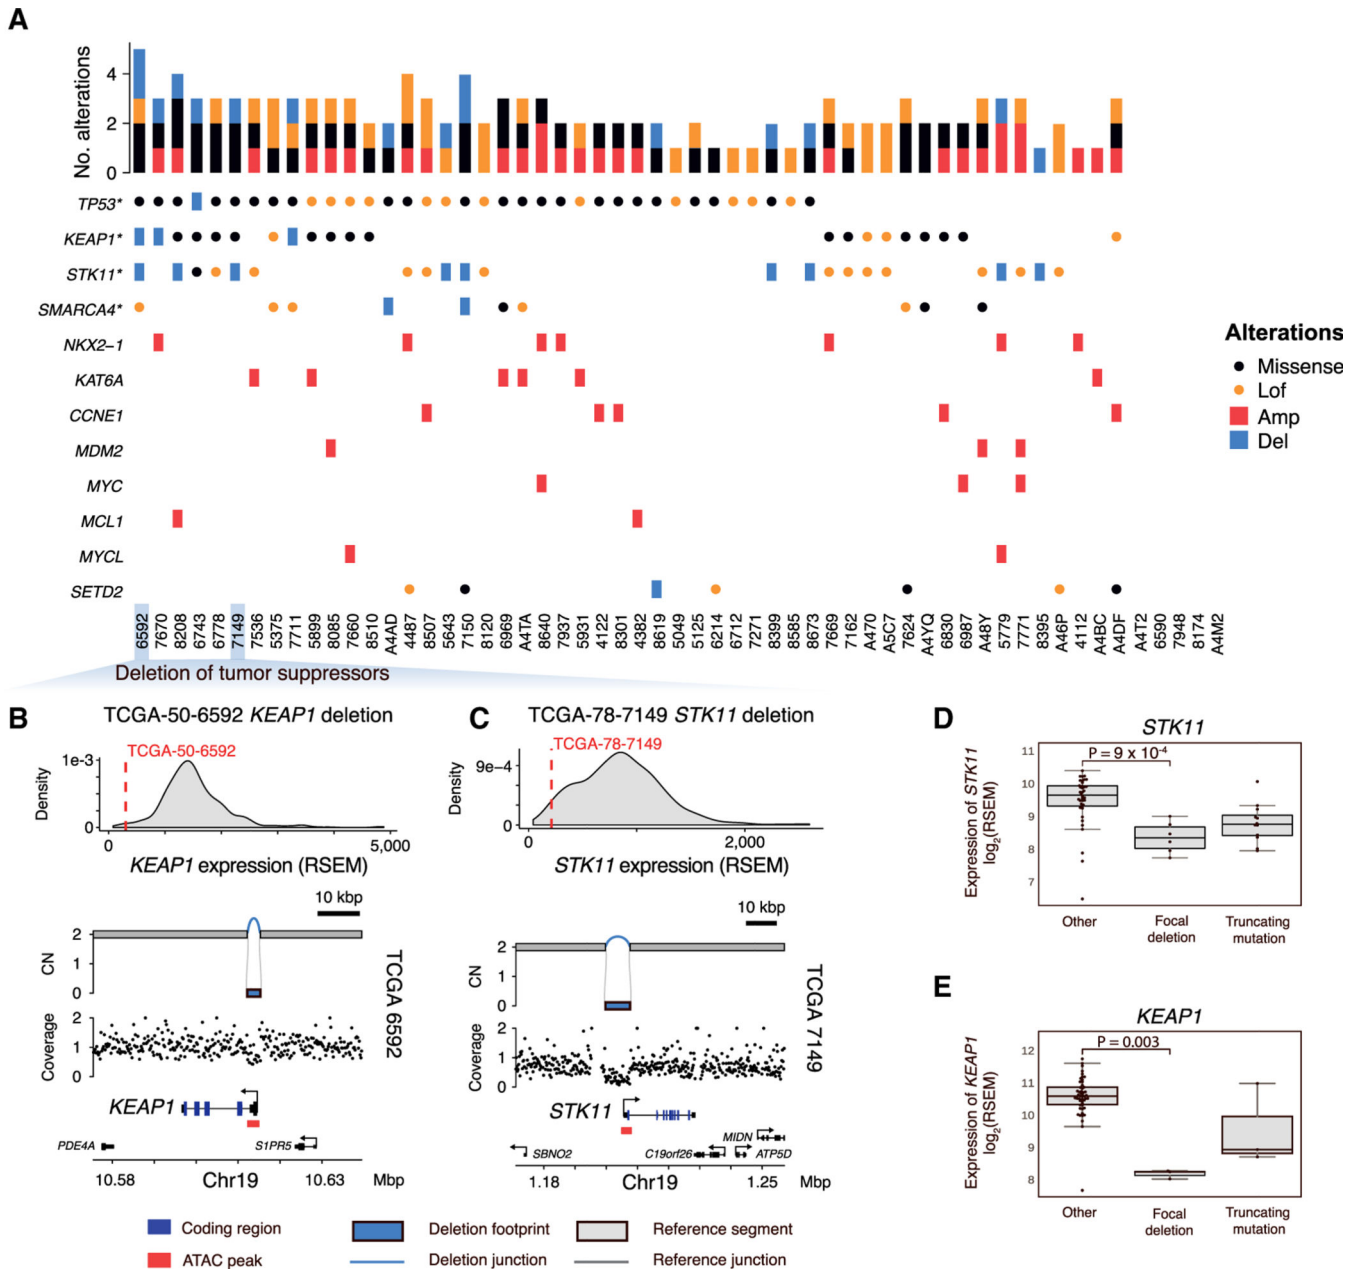 A
No. alterations
4
2
0
TP53*
KEAP1*
STK11*
SMARCA4*
NKX2−1
KAT6A
CCNE1
MDM2
MYC
MCL1
MYCL
SETD2
Alterations
Missense
Lof
Amp
Del
6592
7670
8208
6743
6778
7149
7536
5375
7711
5899
8085
7660
8510
A4AD
4487
8507
5643
7150
8120
6969
A4TA
8640
7937
5931
4122
8301
4382
8619
5049
5125
6214
6712
7271
8399
8585
8673
7669
7162
A470
A5C7
7624
A4YQ
6830
6987
A48Y
5779
7771
8395
A46P
4112
A4BC
A4DF
A4T2
6590
7948
8174
A4M2
Deletion of tumor suppressors
B
TCGA-50-6592 KEAP1 deletion
TCGA-50-6592
1e-3
0
Density
0
5,000
KEAP1 expression (RSEM)
10 kbp
2
1
0
CN
TCGA 6592
2
1
0
Coverage
KEAP1
PDE4A
S1PR5
10.58
Chr19
10.63
Mbp
C
TCGA-78-7149 STK11 deletion
TCGA-78-7149
9e−4
0
Density
0
2,000
STK11 expression (RSEM)
10 kbp
2
1
0
CN
TCGA 7149
2
1
0
Coverage
STK11
MIDN
SBNO2
C19orf26
ATP5D
1.18
Chr19
1.25
Mbp
Coding region
Deletion footprint
Reference segment
ATAC peak
Deletion junction
Reference junction
D
STK11
P = 9 x 10⁻⁴
11
10
9
8
7
Expression of STK11
log₂(RSEM)
Other
Focal
deletion
Truncating
mutation
E
KEAP1
P = 0.003
12
11
10
9
8
Expression of KEAP1
log₂(RSEM)
Other
Focal
deletion
Truncating
mutation